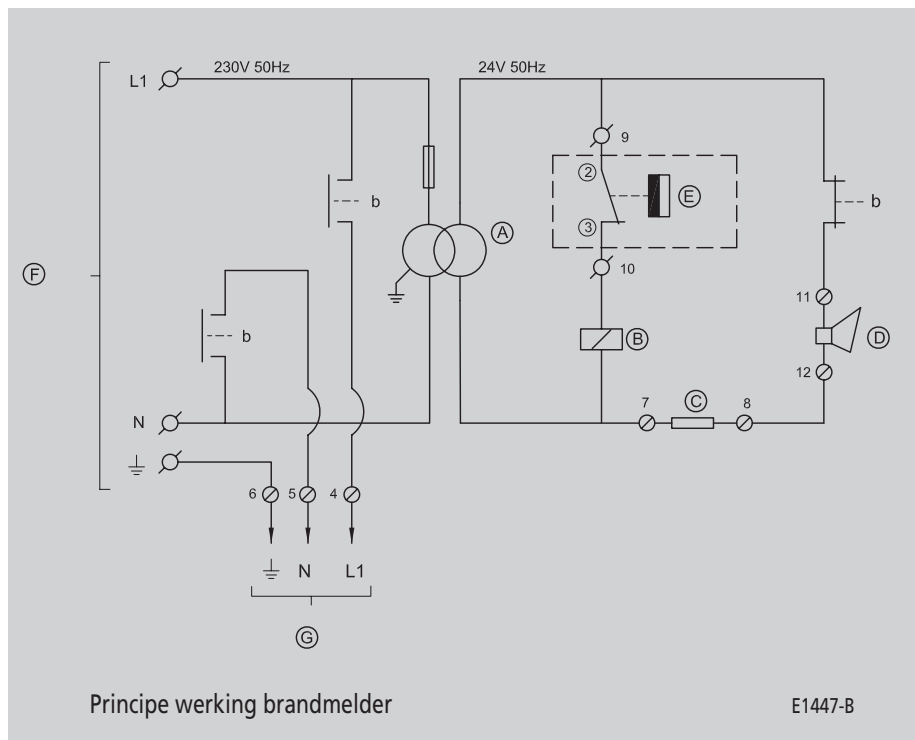 230V 50Hz
24V 50Hz
L1
9
2
E
b
b
A
3
F
10
11
b
B
D
12
7
C
8
N
6
5
4
N
L1
G
Principe werking brandmelder
E1447-B